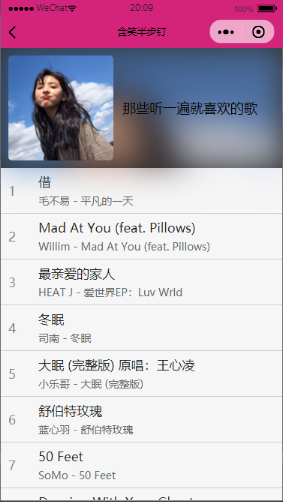 WeChat
20:09
100%
含笑半步钉
那些听一遍就喜欢的歌
1
借
毛不易 - 平凡的一天
2
Mad At You (feat. Pillows)
Willim - Mad At You (feat. Pillows)
3
最亲爱的家人
HEAT J - 爱世界EP：Luv Wrld
4
冬眠
司南 - 冬眠
5
大眠 (完整版) 原唱：王心凌
小乐哥 - 大眠 (完整版)
6
舒伯特玫瑰
蓝心羽 - 舒伯特玫瑰
7
50 Feet
SoMo - 50 Feet